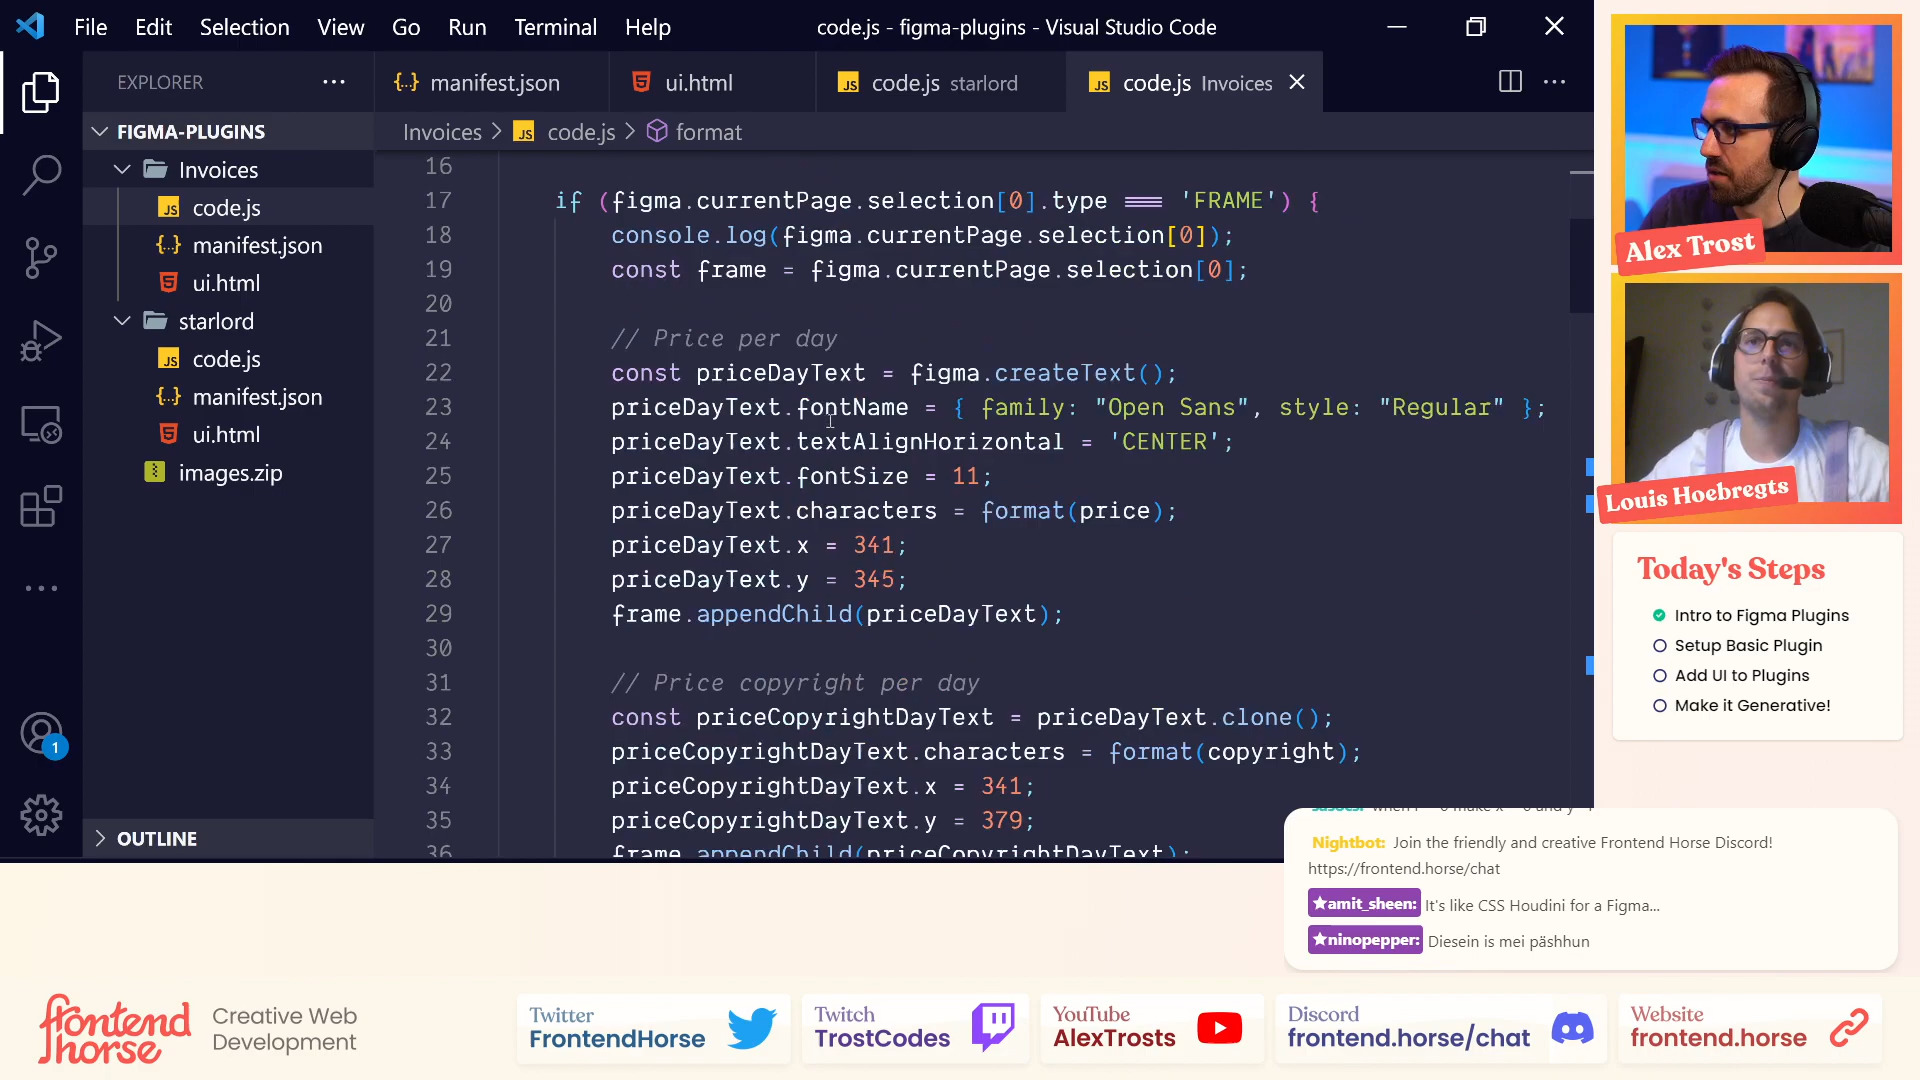 File Edit Selection View Go Run Terminal Help
code.js - figma-plugins - Visual Studio Code
EXPLORER
manifest.json
ui.html
code.js starlord
code.js Invoices
FIGMA-PLUGINS
Invoices
code.js
manifest.json
ui.html
starlord
code.js
manifest.json
ui.html
images.zip
OUTLINE
1
Invoices > code.js > format
16
17 if (figma.currentPage.selection[0].type === 'FRAME') {
18 console.log(figma.currentPage.selection[0]);
19 const frame = figma.currentPage.selection[0];
20
21 // Price per day
22 const priceDayText = figma.createText();
23 priceDayText.fontName = { family: "Open Sans", style: "Regular" };
24 priceDayText.textAlignHorizontal = 'CENTER';
25 priceDayText.fontSize = 11;
26 priceDayText.characters = format(price);
27 priceDayText.x = 341;
28 priceDayText.y = 345;
29 frame.appendChild(priceDayText);
30
31 // Price copyright per day
32 const priceCopyrightDayText = priceDayText.clone();
33 priceCopyrightDayText.characters = format(copyright);
34 priceCopyrightDayText.x = 341;
35 priceCopyrightDayText.y = 379;
36 frame.appendChild(priceCopyrightDayText);
Alex Trost
Louis Hoebregts
Today's Steps
Intro to Figma Plugins
Setup Basic Plugin
Add UI to Plugins
Make it Generative!
Nightbot: Join the friendly and creative Frontend Horse Discord!
https://frontend.horse/chat
amit_sheen: It's like CSS Houdini for a Figma...
ninopepper: Diesein is mei päshhun
frontend
horse
Creative Web
Development
Twitter
FrontendHorse
Twitch
TrostCodes
YouTube
AlexTrosts
Discord
frontend.horse/chat
Website
frontend.horse